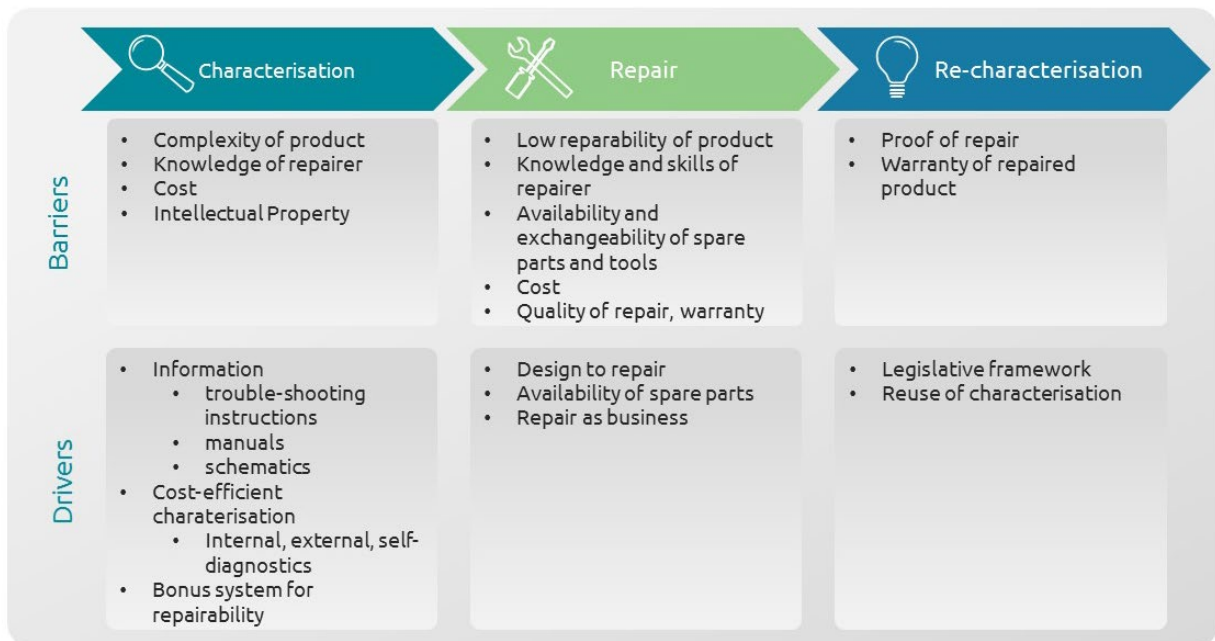 Characterisation
Repair
Re-characterisation
Barriers
• Complexity of product
• Knowledge of repairer
• Cost
• Intellectual Property
• Low reparability of product
• Knowledge and skills of
repairer
• Availability and
exchangeability of spare
parts and tools
• Cost
• Quality of repair, warranty
• Proof of repair
• Warranty of repaired
product
Drivers
• Information
• trouble-shooting
instructions
• manuals
• schematics
• Cost-efficient
charaterisation
• Internal, external, self-
diagnostics
• Bonus system for
repairability
• Design to repair
• Availability of spare parts
• Repair as business
• Legislative framework
• Reuse of characterisation